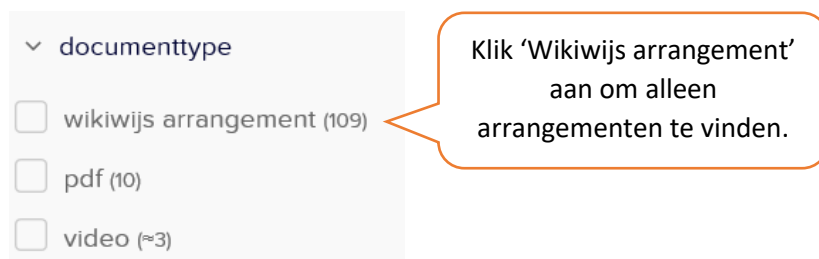 documenttype
wikiwijs arrangement (109)
pdf (10)
video (≈3)
Klik ‘Wikiwijs arrangement’
aan om alleen
arrangementen te vinden.